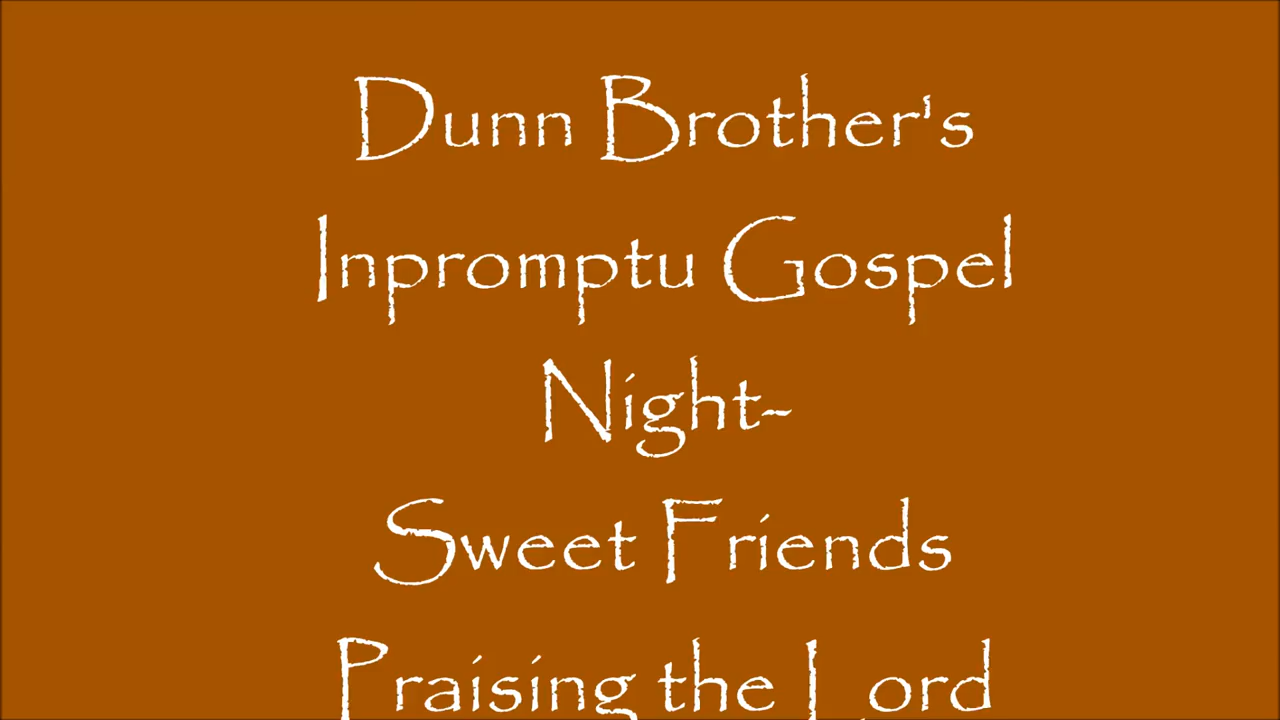 Dunn Brother's
Inpromptu Gospel
Night-
Sweet Friends
Praising the Lord